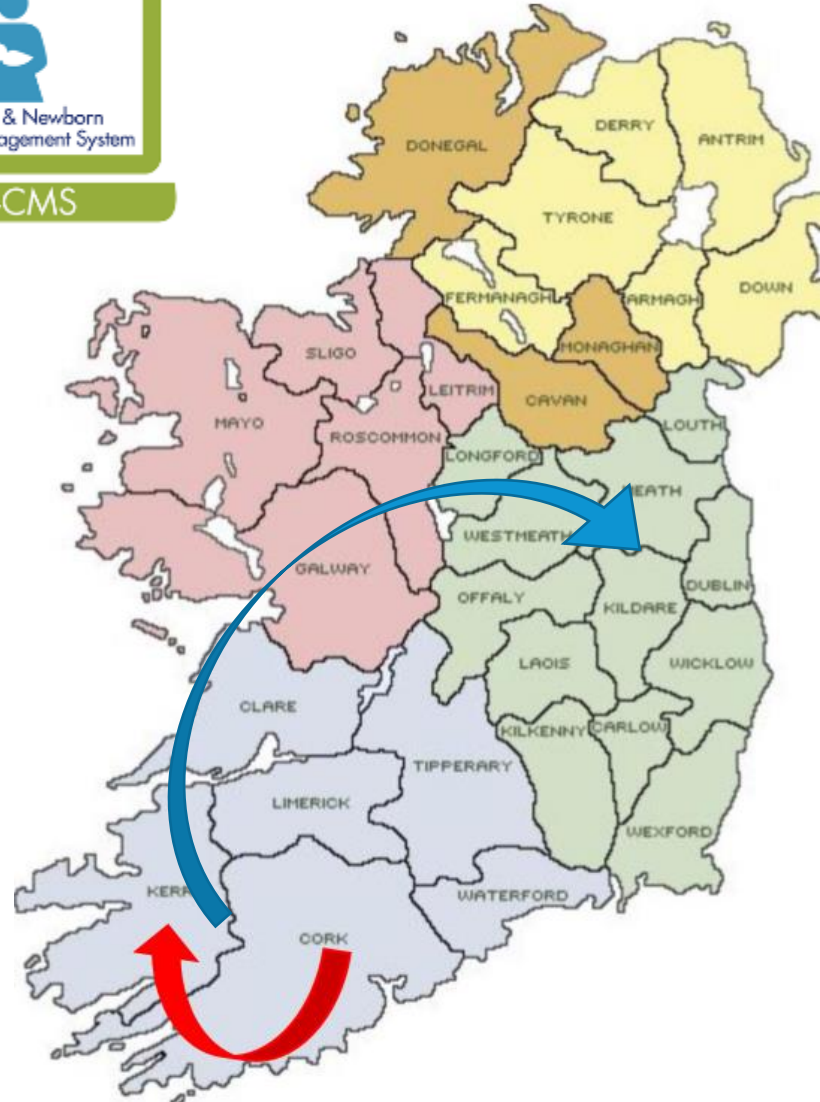 & Newborn
agement System
CMS
DERRY
ANTRIM
DONEGAL
TYRONE
DOWN
FERMANAGH
ARMAGH
MONAGHAN
SLIGO
LEITRIM
CAVAN
MAYO
ROSCOMMON
LOUTH
LONGFORD
MEATH
WESTMEATH
GALWAY
DUBLIN
OFFALY
KILDARE
LAOIS
WICKLOW
CLARE
KILKENNY
CARLOW
TIPPERARY
LIMERICK
WEXFORD
KERR
WATERFORD
CORK